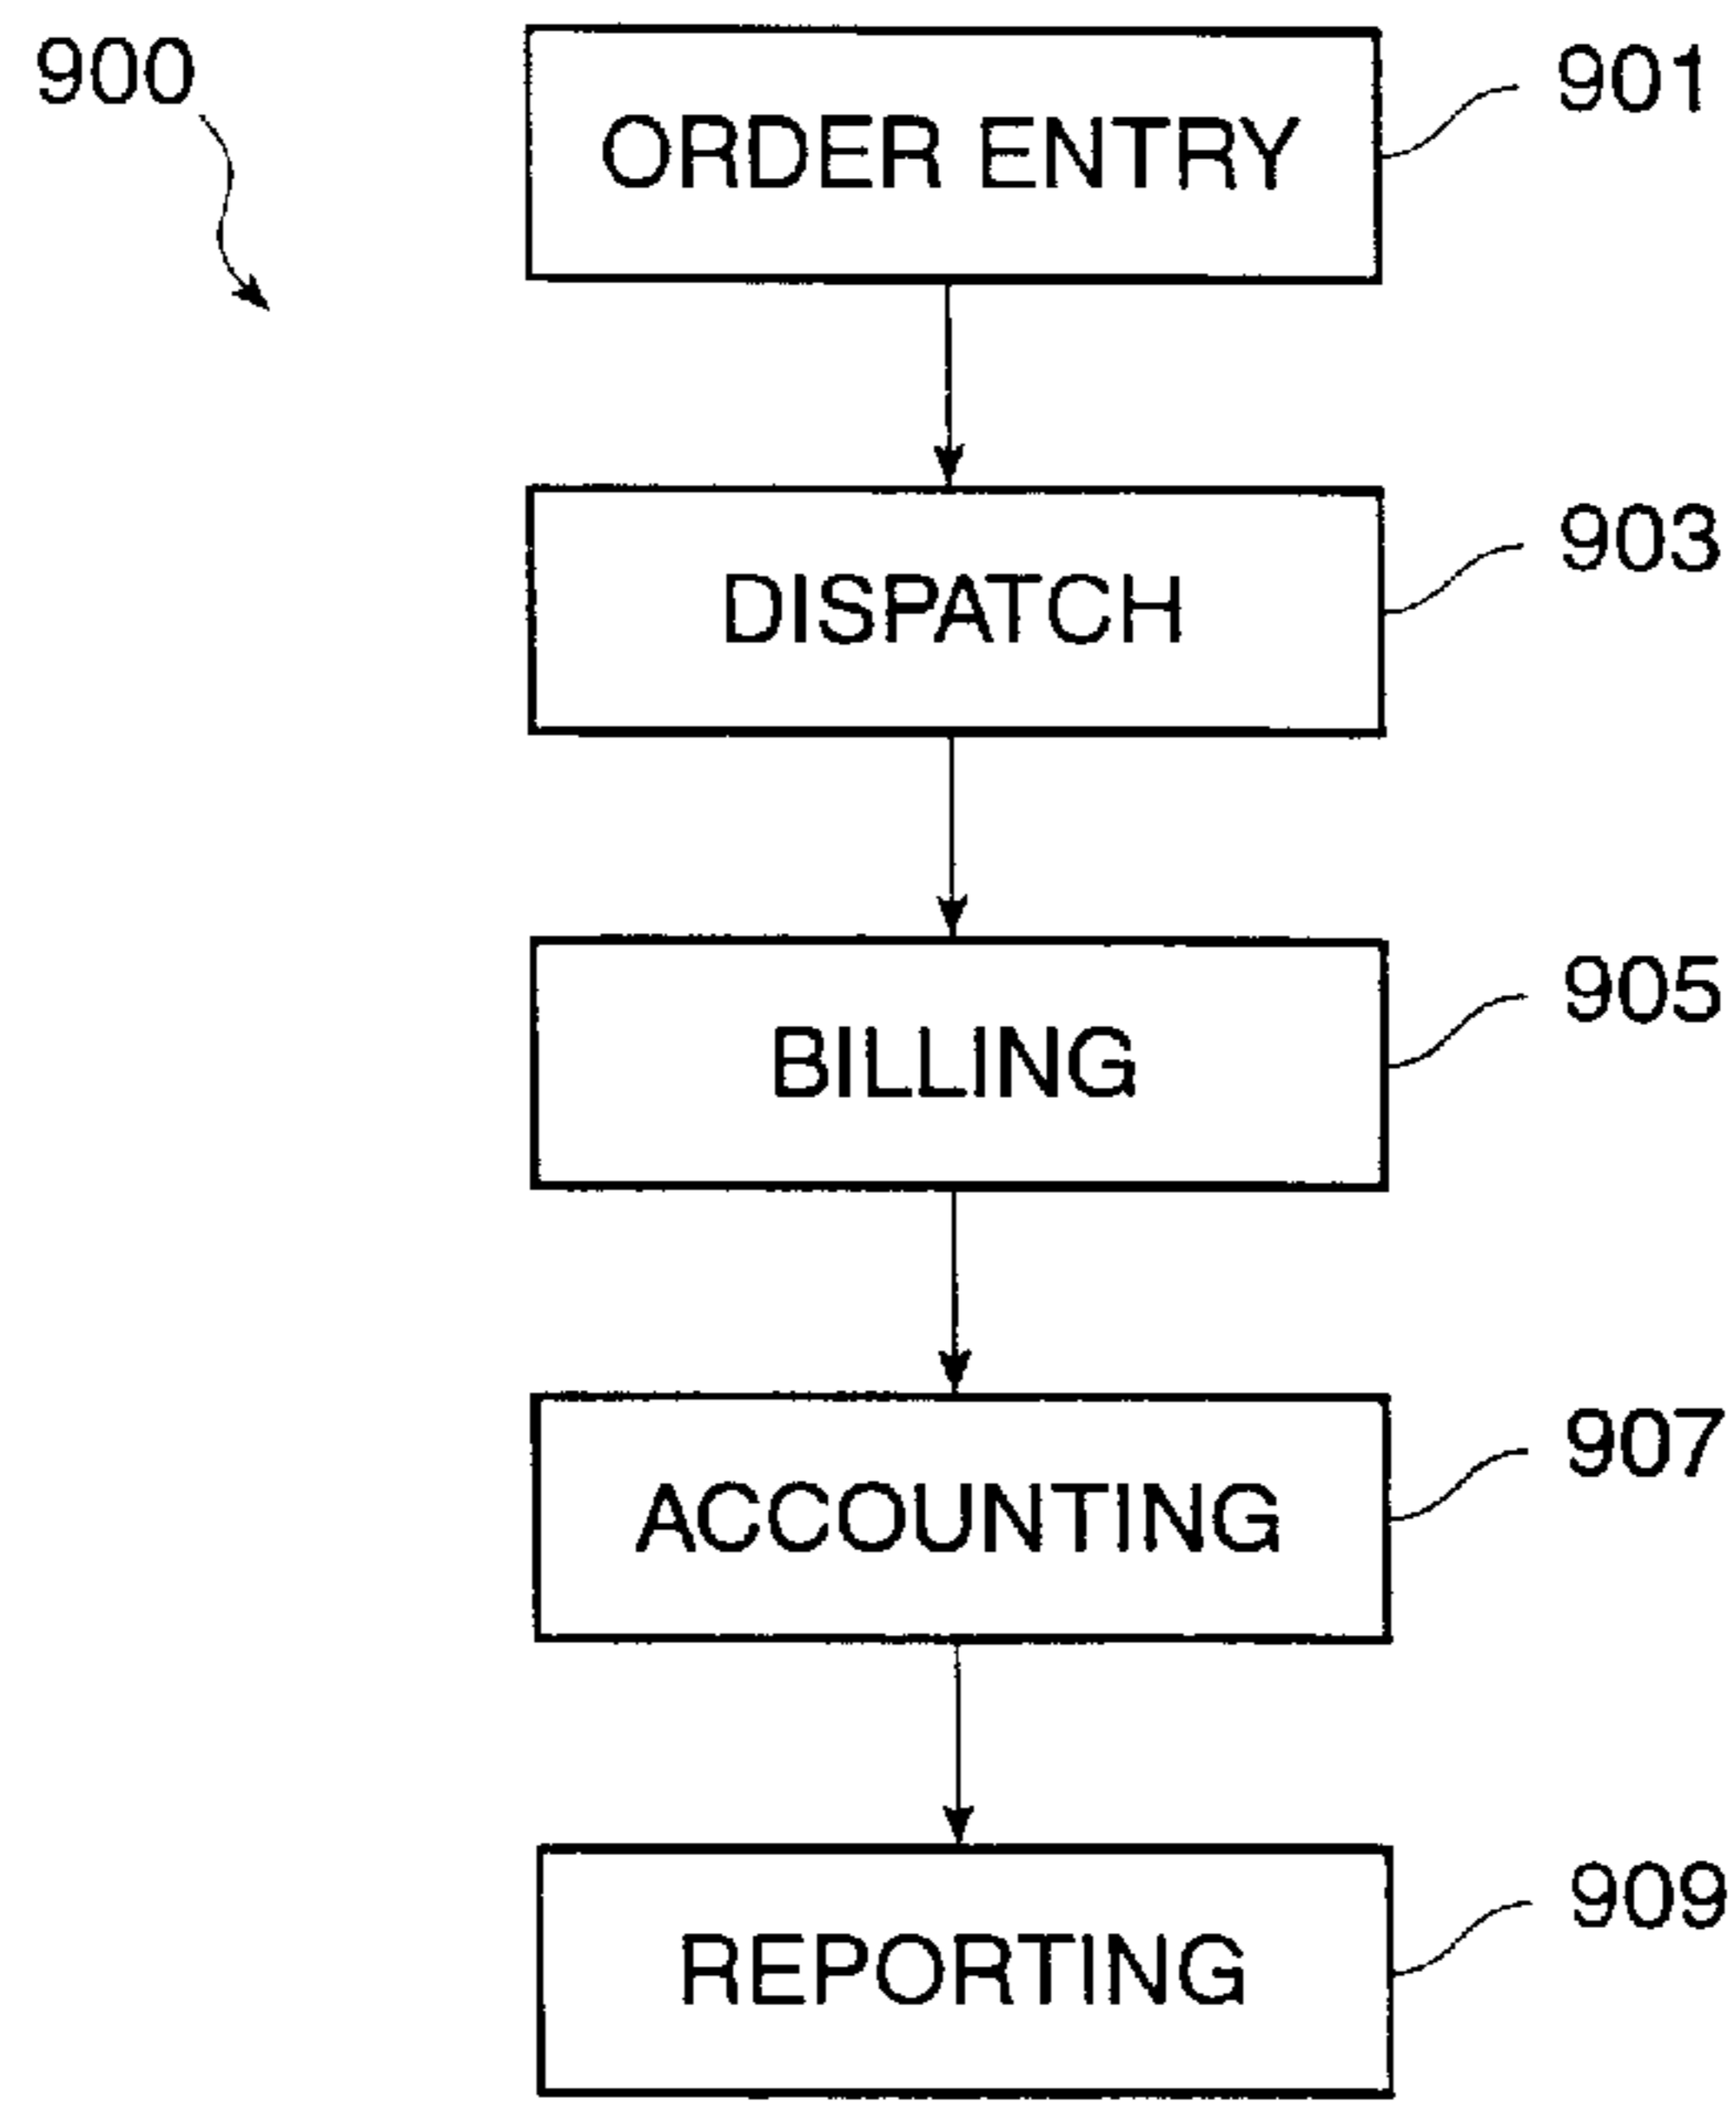 900
ORDER ENTRY
901
DISPATCH
903
BILLING
905
ACCOUNTING
907
REPORTING
909